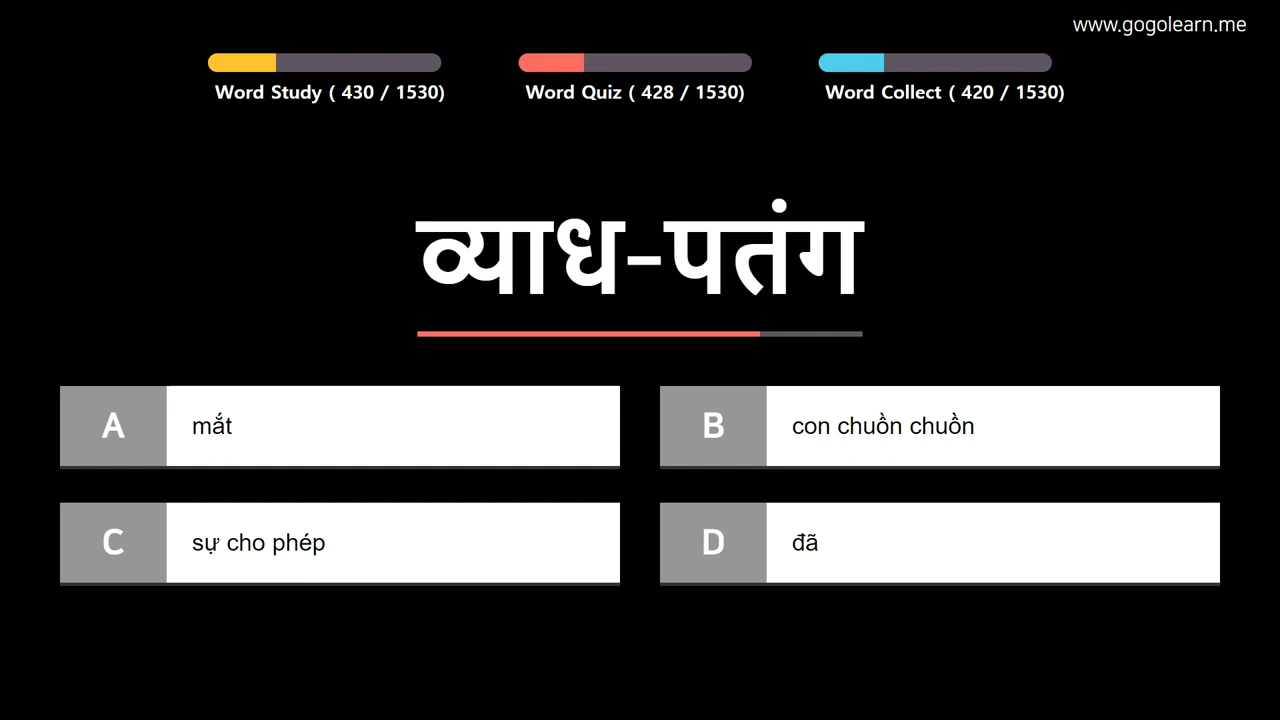 www.gogolearn.me
Word Study ( 430 / 1530)
Word Quiz ( 428 / 1530)
Word Collect ( 420 / 1530)
व्याध-पतंग
A
mắt
B
con chuồn chuồn
C
sự cho phép
D
đã